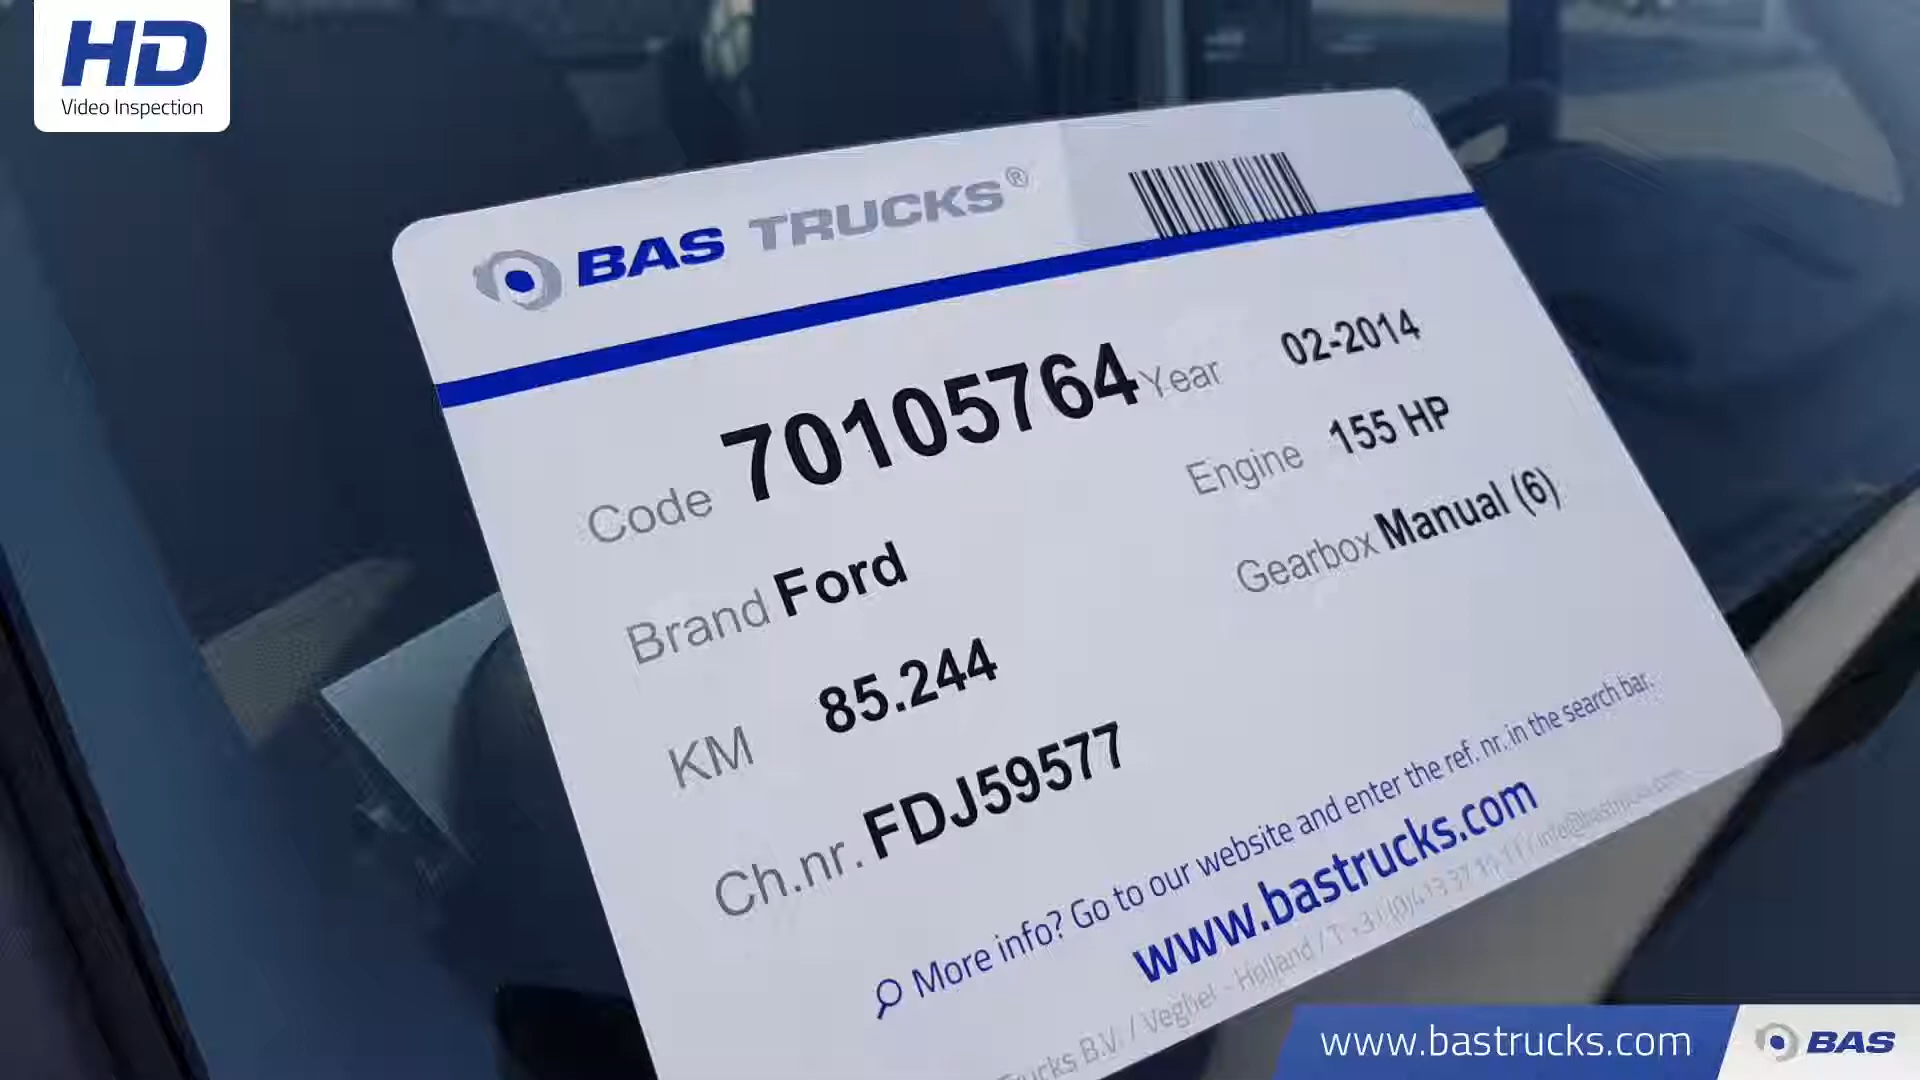 HD
Video Inspection
BAS TRUCKS®
Code 70105764
Year 02-2014
Brand Ford
Engine 155 HP
KM 85.244
Gearbox Manual (6)
Ch.nr. FDJ59577
More info? Go to our website and enter the ref. nr. in the search bar.
www.bastrucks.com
B.V. / Veghel - Holland / T
www.bastrucks.com
BAS